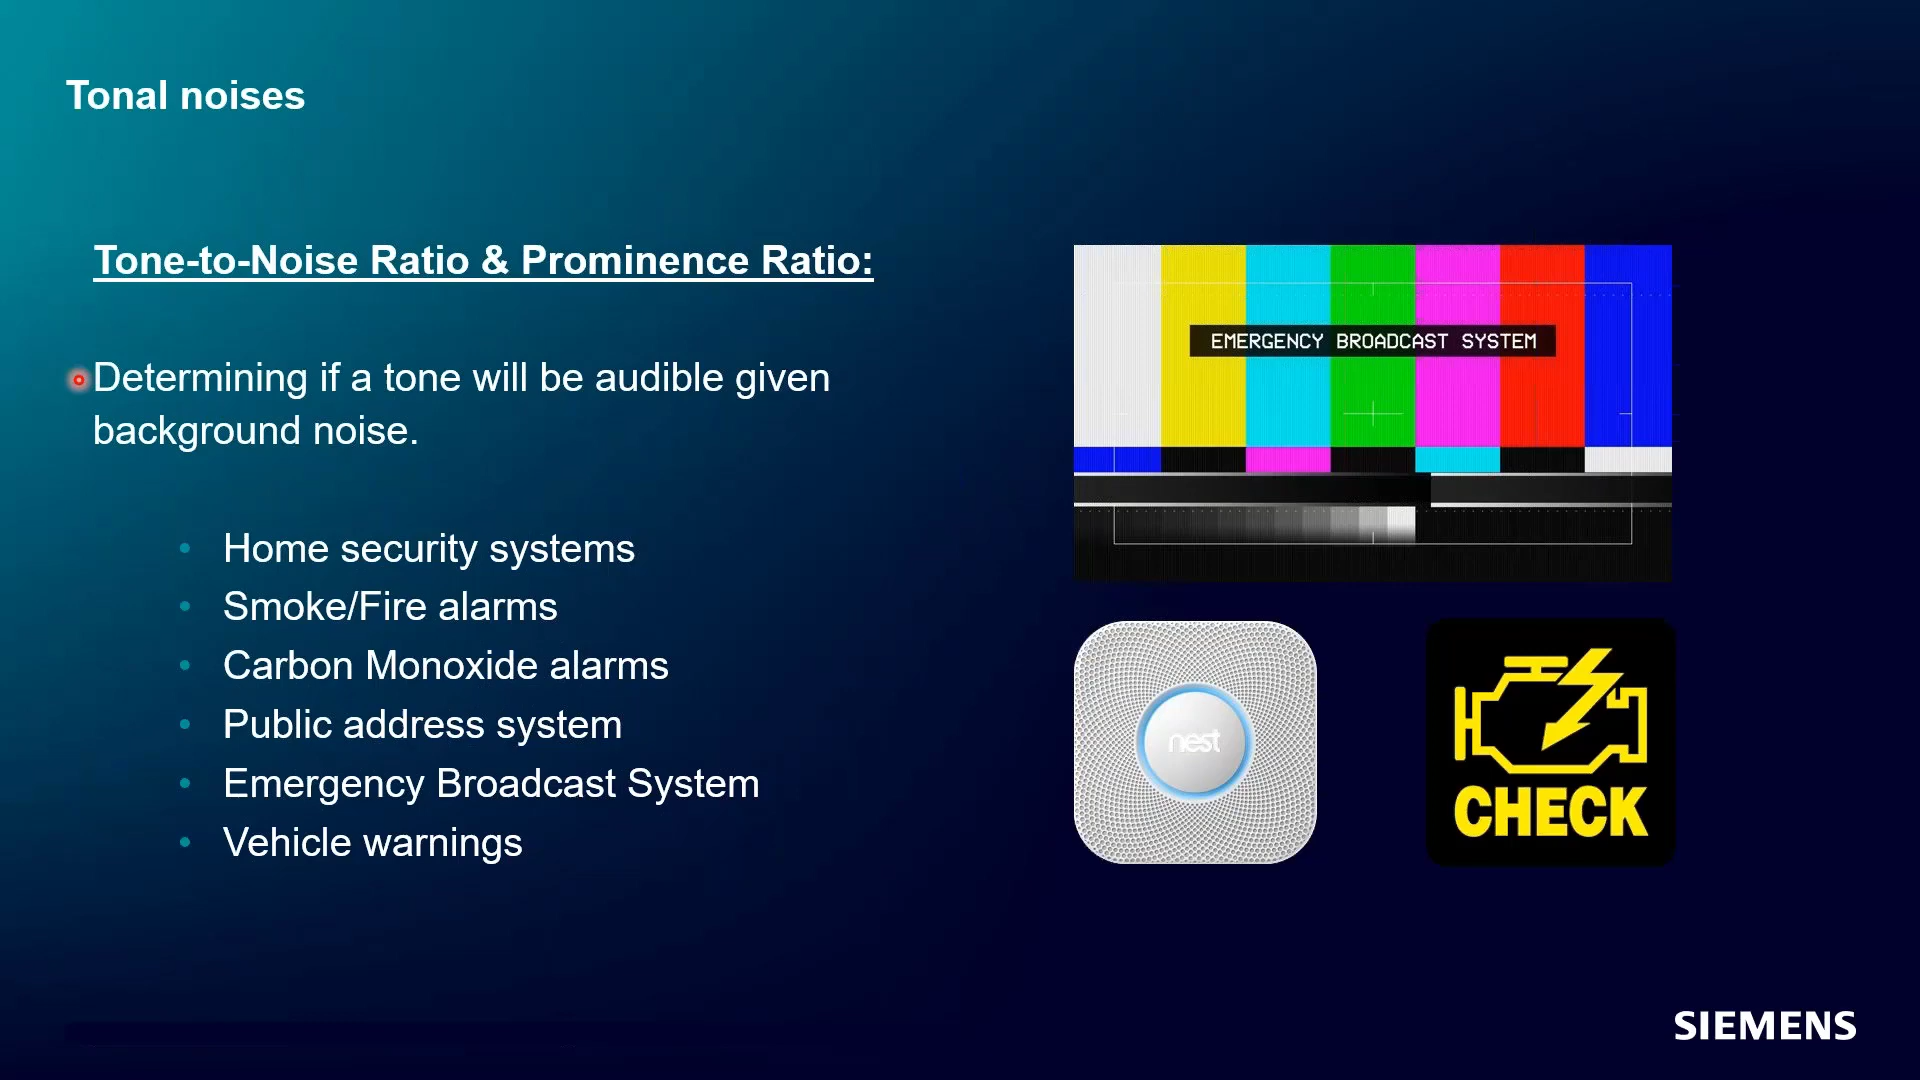 Tonal noises
Tone-to-Noise Ratio & Prominence Ratio:
Determining if a tone will be audible given
background noise.
Home security systems
Smoke/Fire alarms
Carbon Monoxide alarms
Public address system
Emergency Broadcast System
Vehicle warnings
EMERGENCY BROADCAST SYSTEM
nest
CHECK
SIEMENS